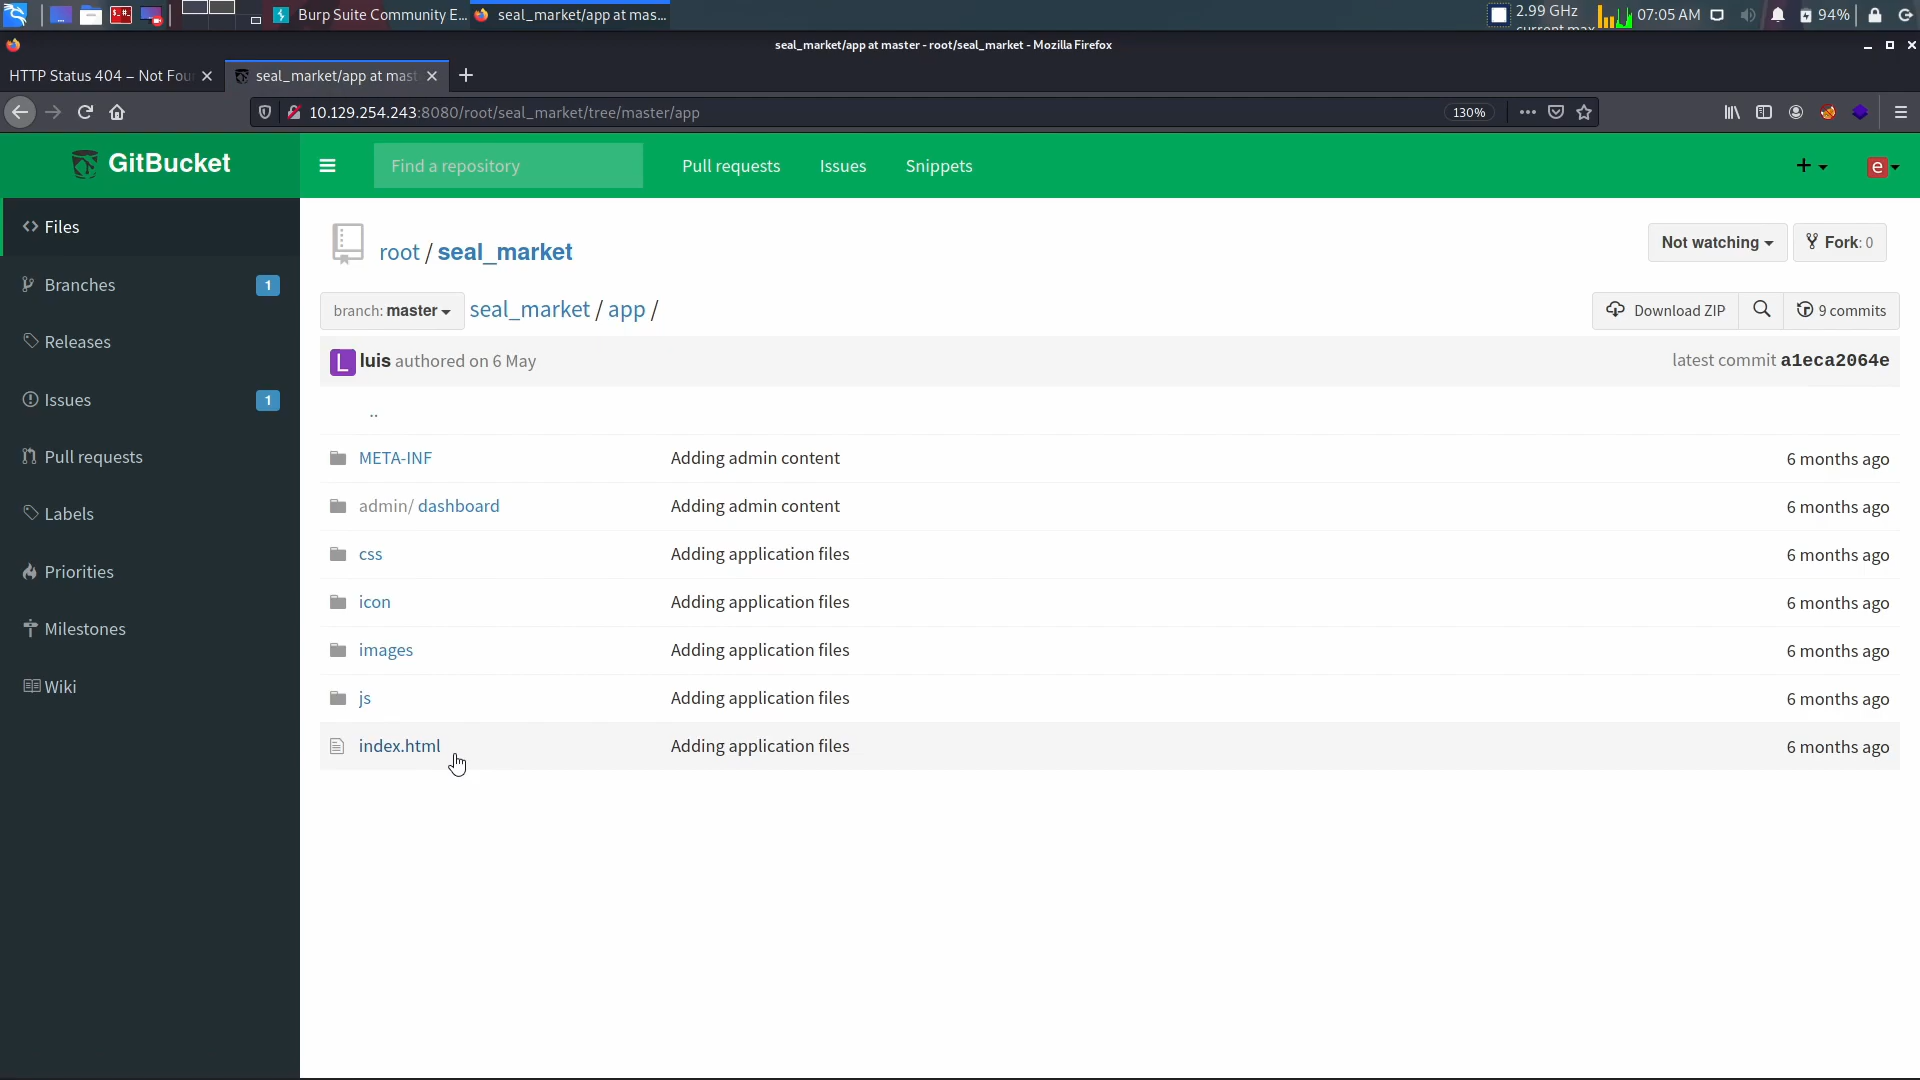 Burp Suite Community E...
seal_market/app at mas...
2.99 GHz
current max
07:05 AM
94%
seal_market/app at master - root/seal_market - Mozilla Firefox
HTTP Status 404 – Not Fou
seal_market/app at mast
10.129.254.243:8080/root/seal_market/tree/master/app
130%
GitBucket
Find a repository
Pull requests
Issues
Snippets
e
Files
Branches 1
Releases
Issues 1
Pull requests
Labels
Priorities
Milestones
Wiki
root / seal_market
Not watching
Fork: 0
branch: master
seal_market / app /
Download ZIP
9 commits
L luis authored on 6 May
latest commit a1eca2064e
..
META-INF Adding admin content 6 months ago
admin/ dashboard Adding admin content 6 months ago
css Adding application files 6 months ago
icon Adding application files 6 months ago
images Adding application files 6 months ago
js Adding application files 6 months ago
index.html Adding application files 6 months ago